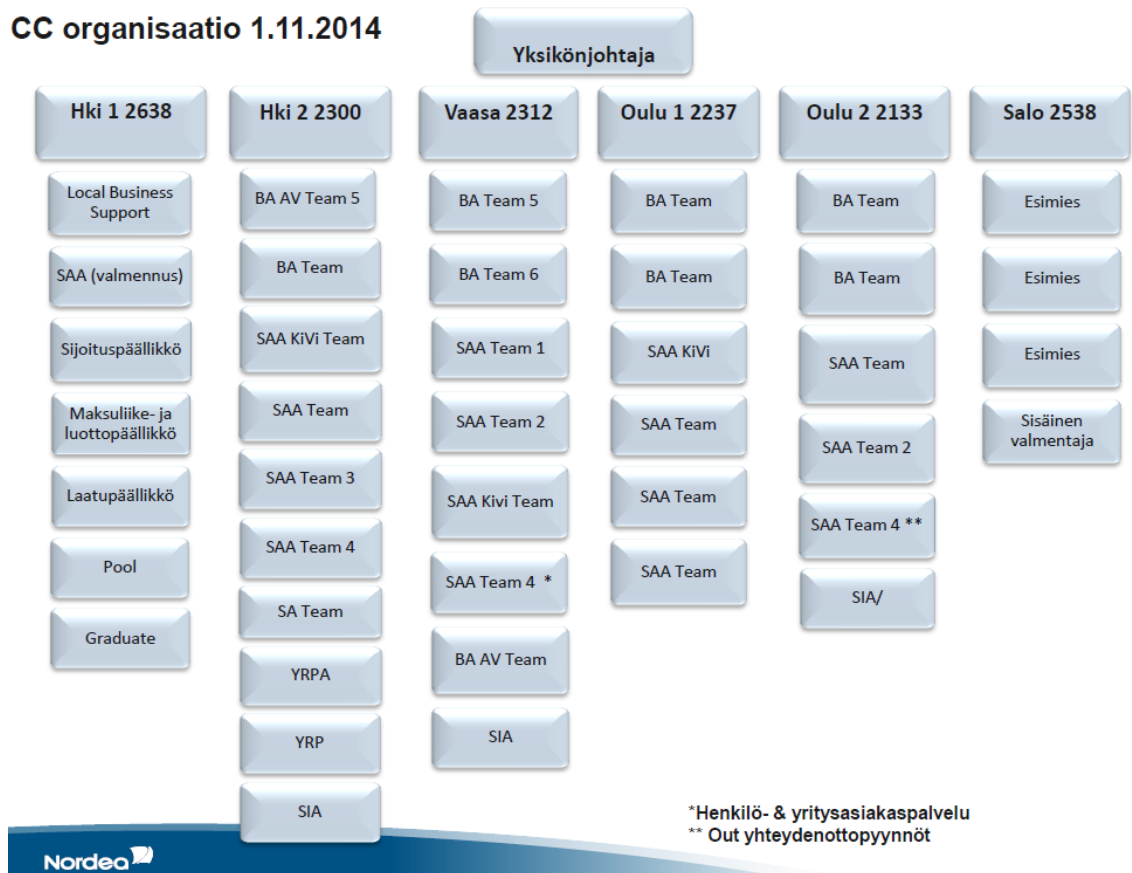 CC organisaatio 1.11.2014
Yksikönjohtaja
Hki 1 2638
Local Business
Support
SAA (valmennus)
Sijoituspäällikkö
Maksuliike- ja
luottopäällikkö
Laatupäällikkö
Pool
Graduate
Hki 2 2300
BA AV Team 5
BA Team
SAA KiVi Team
SAA Team
SAA Team 3
SAA Team 4
SA Team
YRPA
YRP
SIA
Vaasa 2312
BA Team 5
BA Team 6
SAA Team 1
SAA Team 2
SAA Kivi Team
SAA Team 4 *
BA AV Team
SIA
Oulu 1 2237
BA Team
BA Team
SAA KiVi
SAA Team
SAA Team
SAA Team
Oulu 2 2133
BA Team
BA Team
SAA Team
SAA Team 2
SAA Team 4 **
SIA/
Salo 2538
Esimies
Esimies
Esimies
Sisäinen
valmentaja
*Henkilö- & yritysasiakaspalvelu
** Out yhteydenottopyynnöt
Nordea